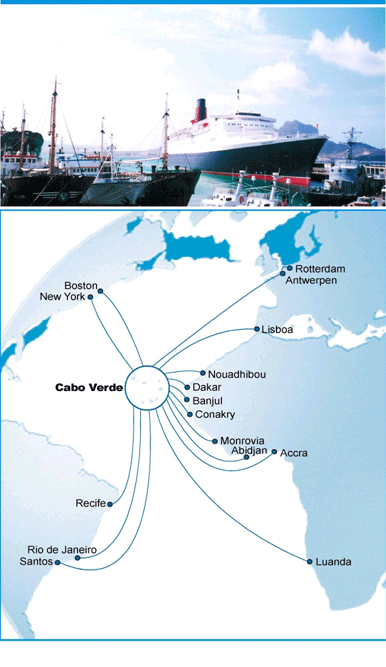 Rotterdam
Antwerpen
Boston
New York
Lisboa
Nouadhibou
Cabo Verde
Dakar
Banjul
Conakry
Monrovia
Abidjan
Accra
Recife
Rio de Janeiro
Santos
Luanda